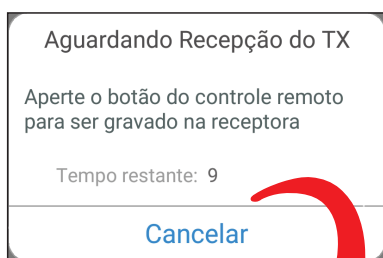 Aguardando Recepção do TX
Aperte o botão do controle remoto
para ser gravado na receptora
Tempo restante: 9
Cancelar